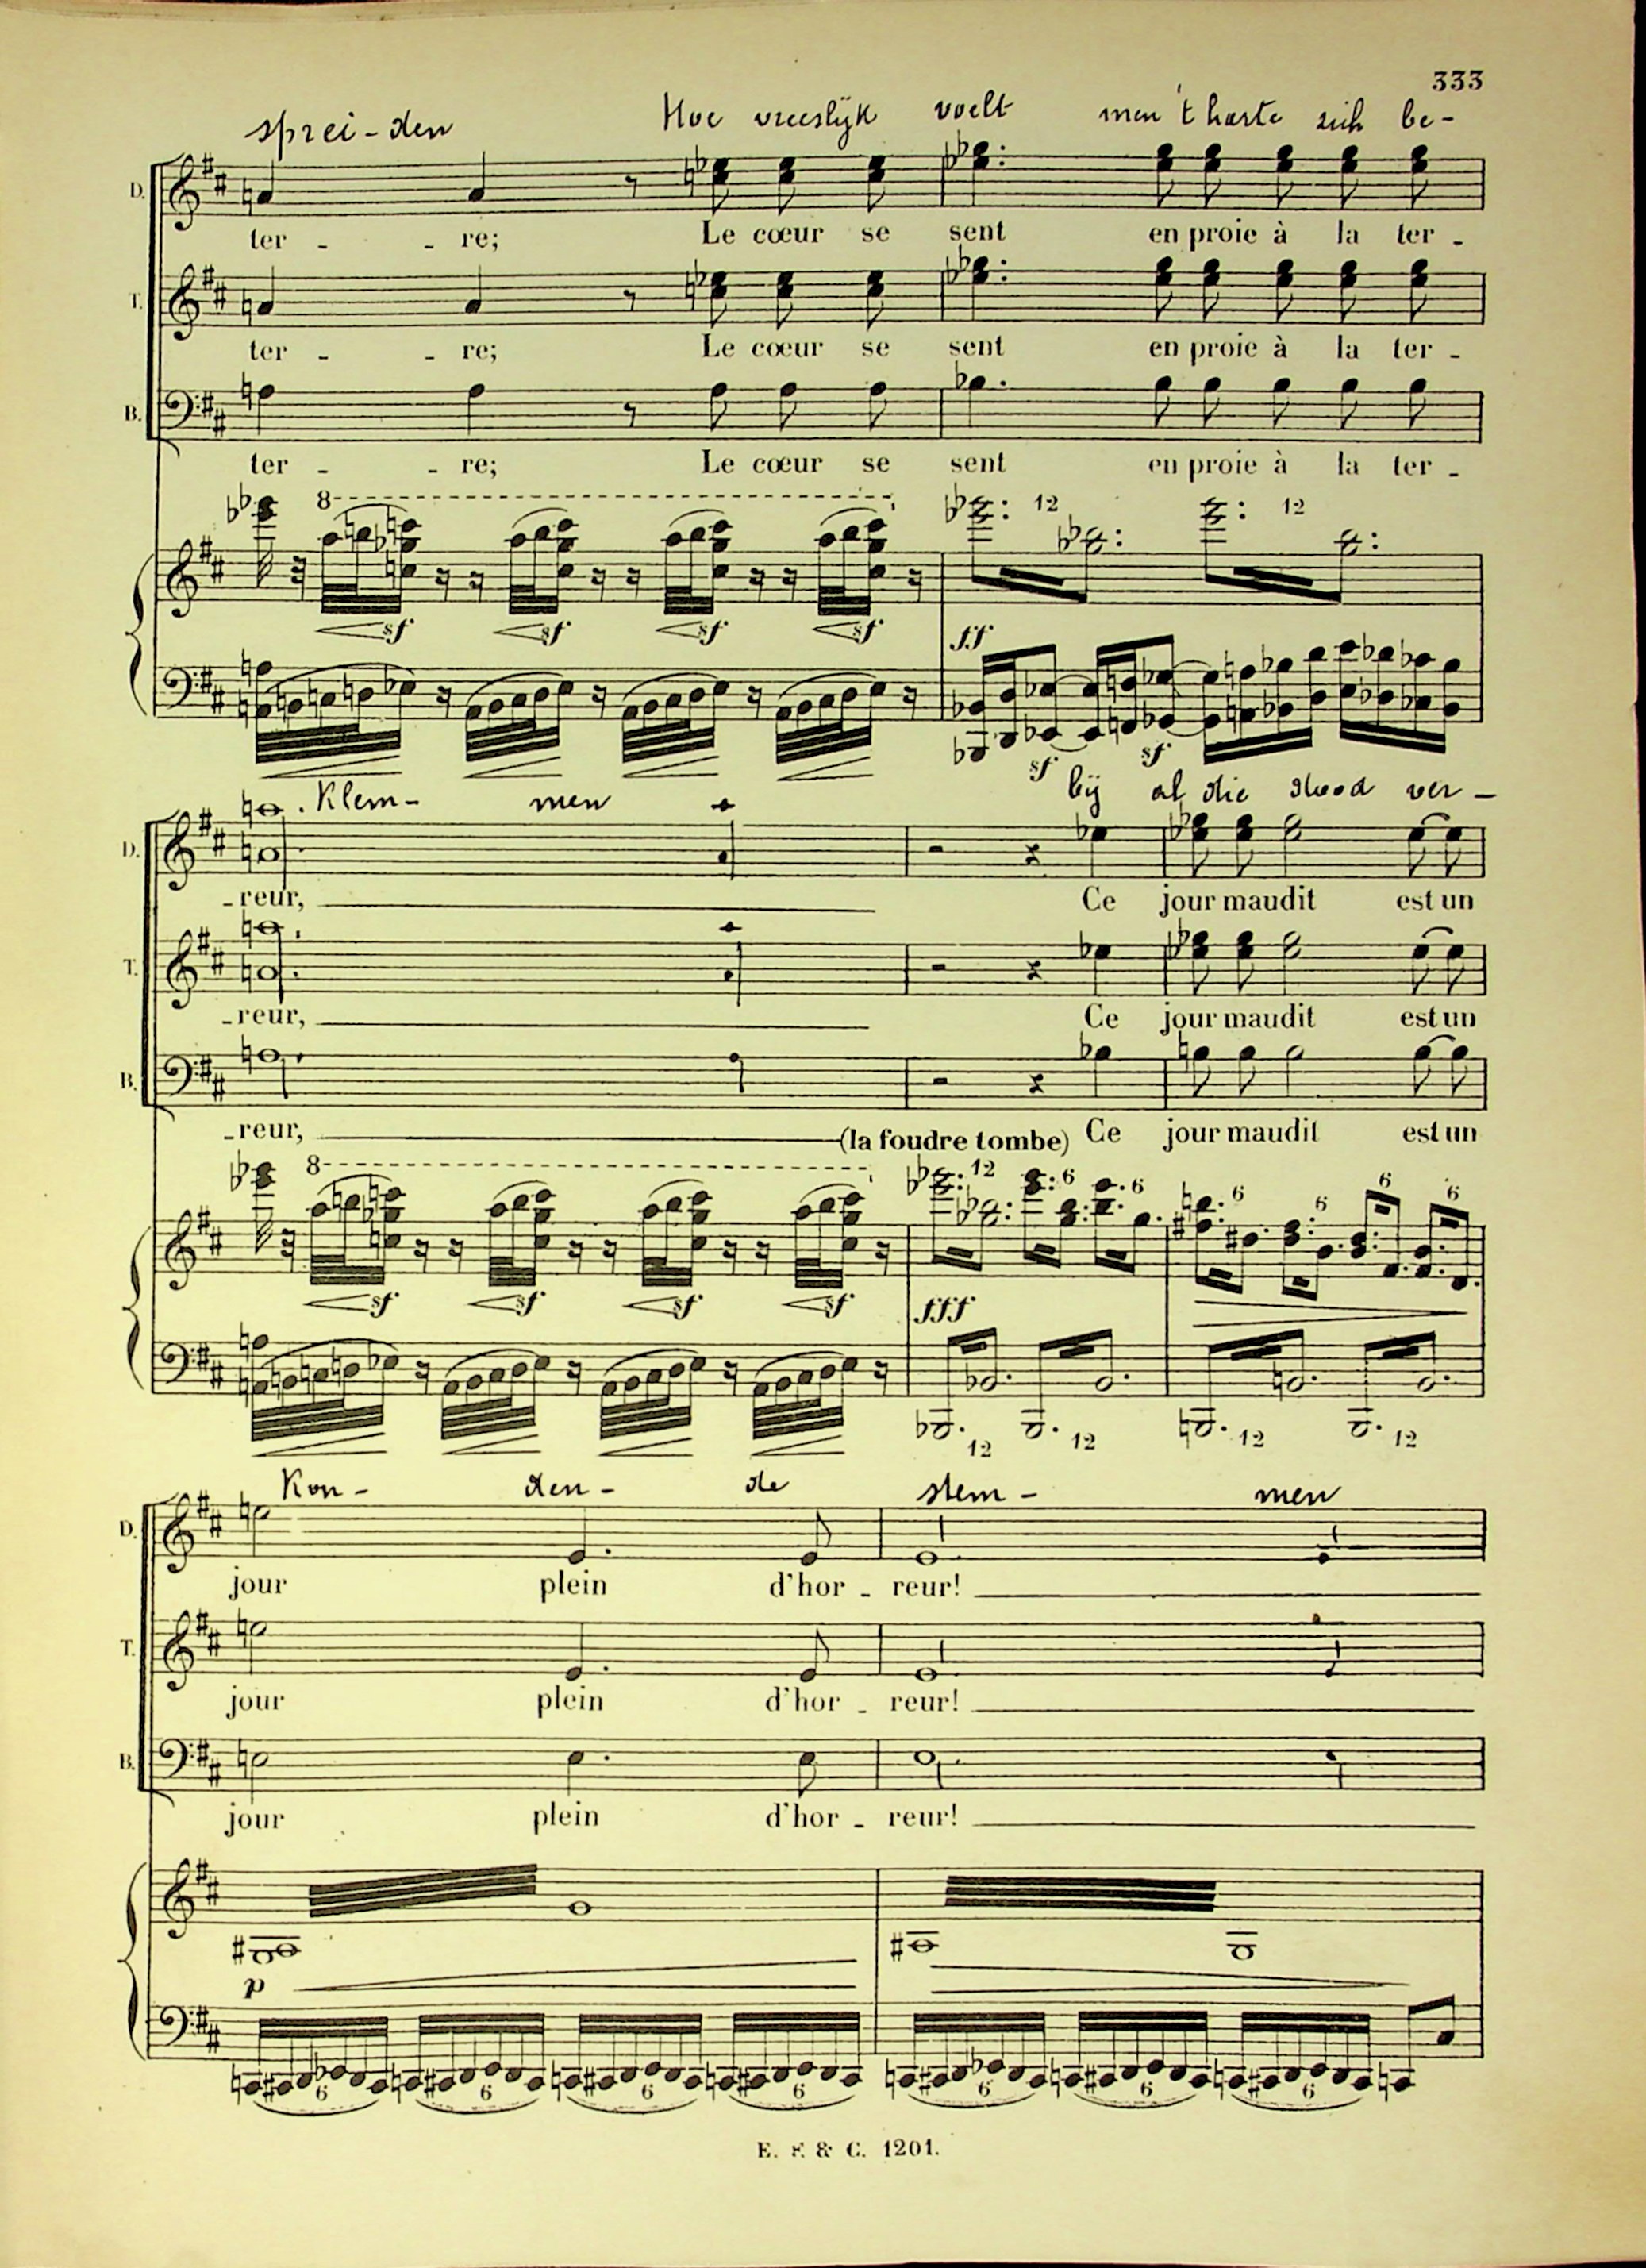 333
sprei-den Hoe vreeslijk voelt men 't harte zich be-
D.
ter - - re; Le cœur se sent en proie à la ter -
T.
ter - - re; Le cœur se sent en proie à la ter -
B.
ter - - re; Le cœur se sent en proie à la ter -
8 12 12
sf sf sf sf ff
sf sf
Klem- men bij al die dood ver-
D.
-reur, Ce jour maudit est un
T.
-reur, Ce jour maudit est un
B.
-reur, (la foudre tombe) Ce jour maudit est un
8 12 6 6 6 6 6 6
sf sf sf sf fff
12 12 12 12
Kon- den- de stem- men
D.
jour plein d'hor - reur!
T.
jour plein d'hor - reur!
B.
jour plein d'hor - reur!
p
6 6 6 6 6 6 6
E. F. & C. 1201.